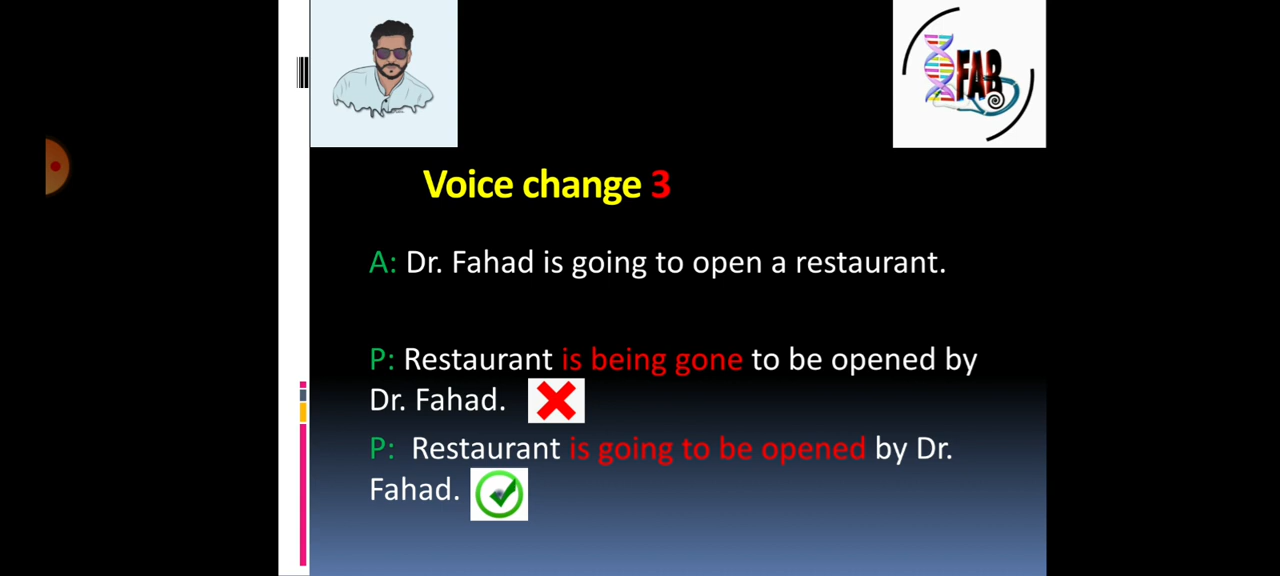 FAB
Voice change 3
A: Dr. Fahad is going to open a restaurant.
P: Restaurant is being gone to be opened by
Dr. Fahad.
P: Restaurant is going to be opened by Dr.
Fahad.